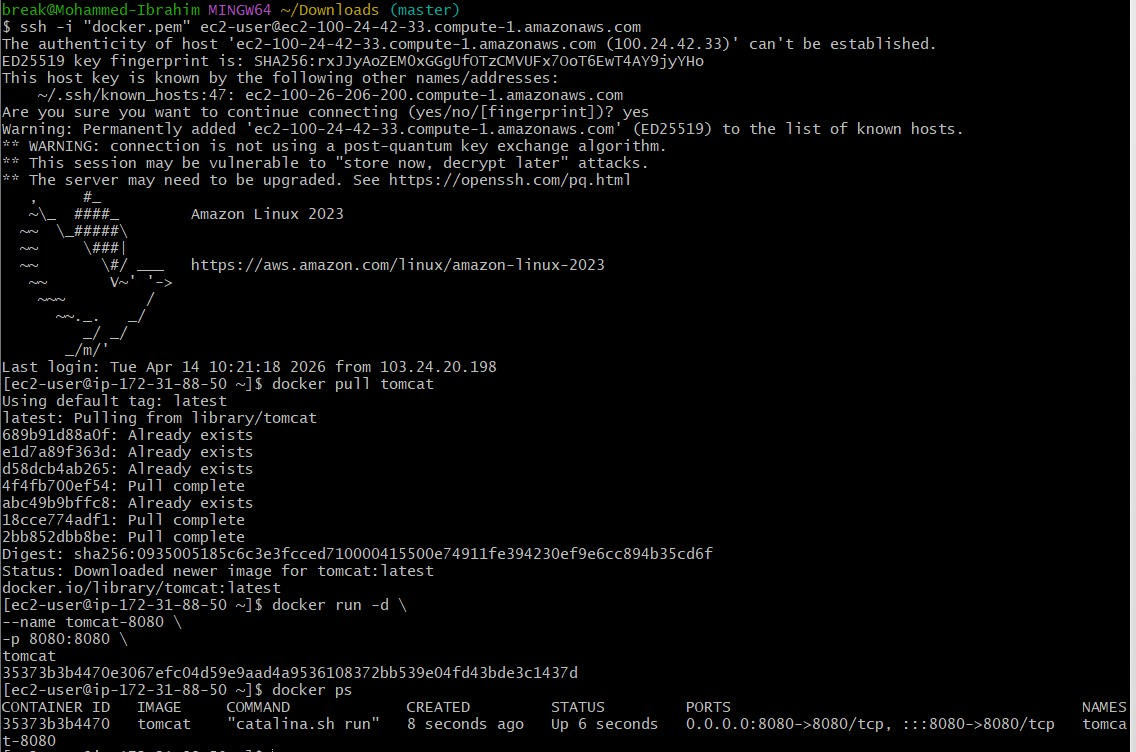 break@Mohammed-Ibrahim MINGW64 ~/Downloads (master)
$ ssh -i "docker.pem" ec2-user@ec2-100-24-42-33.compute-1.amazonaws.com
The authenticity of host 'ec2-100-24-42-33.compute-1.amazonaws.com (100.24.42.33)' can't be established.
ED25519 key fingerprint is: SHA256:rxJJyAoZEMOxGGgUfOTzCMVUFx7OoT6EwT4AY9jyYHo
This host key is known by the following other names/addresses:
    ~/.ssh/known_hosts:47: ec2-100-26-206-200.compute-1.amazonaws.com
Are you sure you want to continue connecting (yes/no/[fingerprint])? yes
Warning: Permanently added 'ec2-100-24-42-33.compute-1.amazonaws.com' (ED25519) to the list of known hosts.
** WARNING: connection is not using a post-quantum key exchange algorithm.
** This session may be vulnerable to "store now, decrypt later" attacks.
** The server may need to be upgraded. See https://openssh.com/pq.html
   ,     #_
   ~\_  ####_        Amazon Linux 2023
  ~~  \_#####\
  ~~     \###|
  ~~       \#/ ___   https://aws.amazon.com/linux/amazon-linux-2023
   ~~       V~' '->
    ~~~         /
      ~~._.   _/
         _/ _/
       _/m/'
Last login: Tue Apr 14 10:21:18 2026 from 103.24.20.198
[ec2-user@ip-172-31-88-50 ~]$ docker pull tomcat
Using default tag: latest
latest: Pulling from library/tomcat
689b91d88a0f: Already exists
e1d7a89f363d: Already exists
d58dcb4ab265: Already exists
4f4fb700ef54: Pull complete
abc49b9bffc8: Already exists
18cce774adf1: Pull complete
2bb852dbb8be: Pull complete
Digest: sha256:0935005185c6c3e3fcced710000415500e74911fe394230ef9e6cc894b35cd6f
Status: Downloaded newer image for tomcat:latest
docker.io/library/tomcat:latest
[ec2-user@ip-172-31-88-50 ~]$ docker run -d \
--name tomcat-8080 \
-p 8080:8080 \
tomcat
35373b3b4470e3067efc04d59e9aad4a9536108372bb539e04fd43bde3c1437d
[ec2-user@ip-172-31-88-50 ~]$ docker ps
CONTAINER ID   IMAGE     COMMAND             CREATED         STATUS         PORTS                                       NAMES
35373b3b4470   tomcat    "catalina.sh run"   8 seconds ago   Up 6 seconds   0.0.0.0:8080->8080/tcp, :::8080->8080/tcp   tomca
t-8080